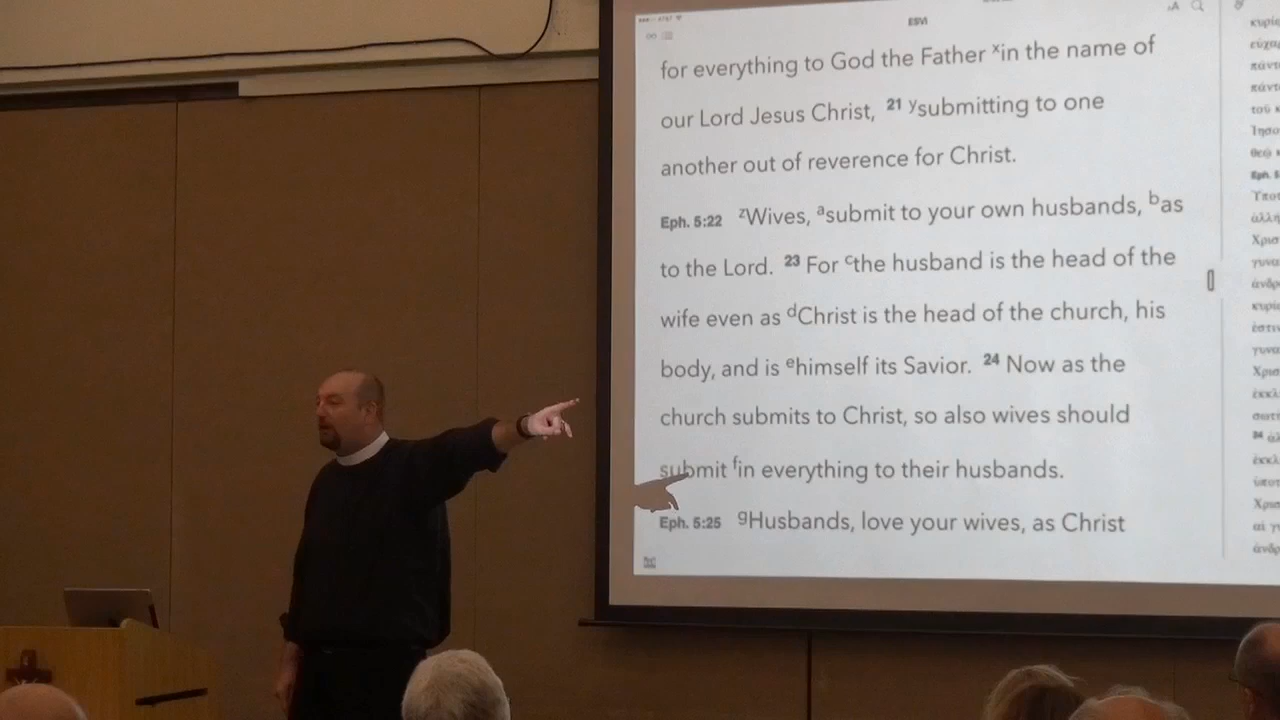 ESVI
for everything to God the Father ˣin the name of
our Lord Jesus Christ, 21 ʸsubmitting to one
another out of reverence for Christ.
Eph. 5:22 ᶻWives, ᵃsubmit to your own husbands, ᵇas
to the Lord. 23 For ᶜthe husband is the head of the
wife even as ᵈChrist is the head of the church, his
body, and is ᵉhimself its Savior. 24 Now as the
church submits to Christ, so also wives should
submit ᶠin everything to their husbands.
Eph. 5:25 ᵍHusbands, love your wives, as Christ